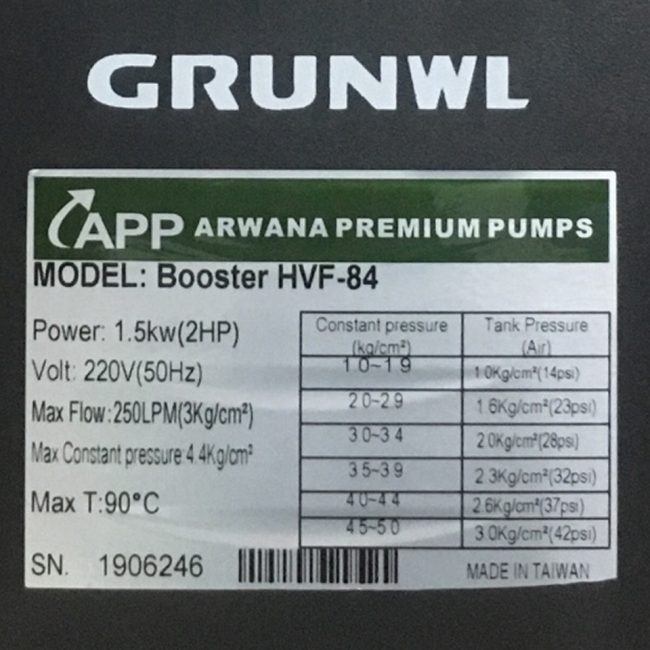 GRUNWL
APP ARWANA PREMIUM PUMPS
MODEL: Booster HVF-84
Power: 1.5kw(2HP)
Volt: 220V(50Hz)
Max Flow:250LPM(3Kg/cm²)
Max Constant pressure:4.4Kg/cm²
Max T:90°C
Constant pressure (kg/cm²) Tank Pressure (Air)
1.0~1.9 1.0Kg/cm²(14psi)
2.0~2.9 1.6Kg/cm²(23psi)
3.0~3.4 2.0Kg/cm²(28psi)
3.5~3.9 2.3Kg/cm²(32psi)
4.0~4.4 2.6Kg/cm²(37psi)
4.5~5.0 3.0Kg/cm²(42psi)
SN. 1906246
MADE IN TAIWAN